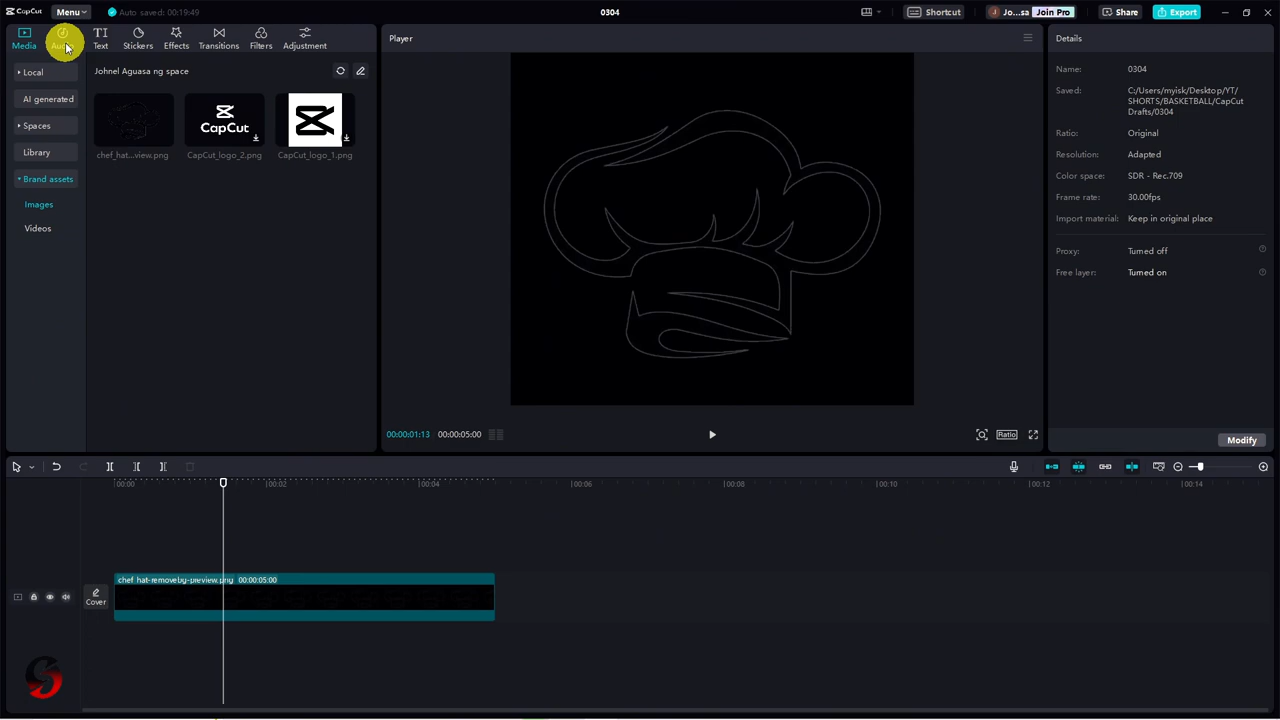 CapCut
Menu
Auto saved: 00:19:49
0304
Shortcut
J
Jo...sa
Join Pro
Share
Export
Media
Text
Stickers
Effects
Transitions
Filters
Adjustment
Local
AI generated
Spaces
Library
Brand assets
Images
Videos
Johnel Aguasa ng space
CapCut
chef_hat...view.png
CapCut_logo_2.png
CapCut_logo_1.png
Player
00:00:01:13
00:00:05:00
Ratio
Details
Name:
0304
Saved:
C:/Users/myisk/Desktop/YT/
SHORTS/BASKETBALL/CapCut
Drafts/0304
Ratio:
Original
Resolution:
Adapted
Color space:
SDR - Rec.709
Frame rate:
30.00fps
Import material:
Keep in original place
Proxy:
Turned off
Free layer:
Turned on
Modify
00:00
00:02
00:04
00:06
00:08
00:10
00:12
00:14
Cover
chef hat-removeby-preview.png
00:00:05:00